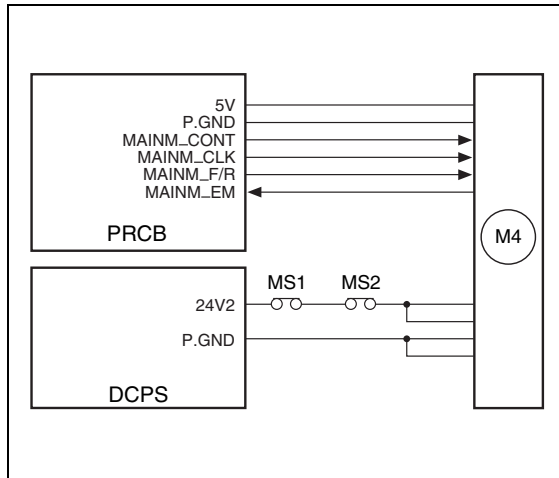 5V
P.GND
MAINM_CONT
MAINM_CLK
MAINM_F/R
MAINM_EM
PRCB
M4
MS1 MS2
24V2
P.GND
DCPS